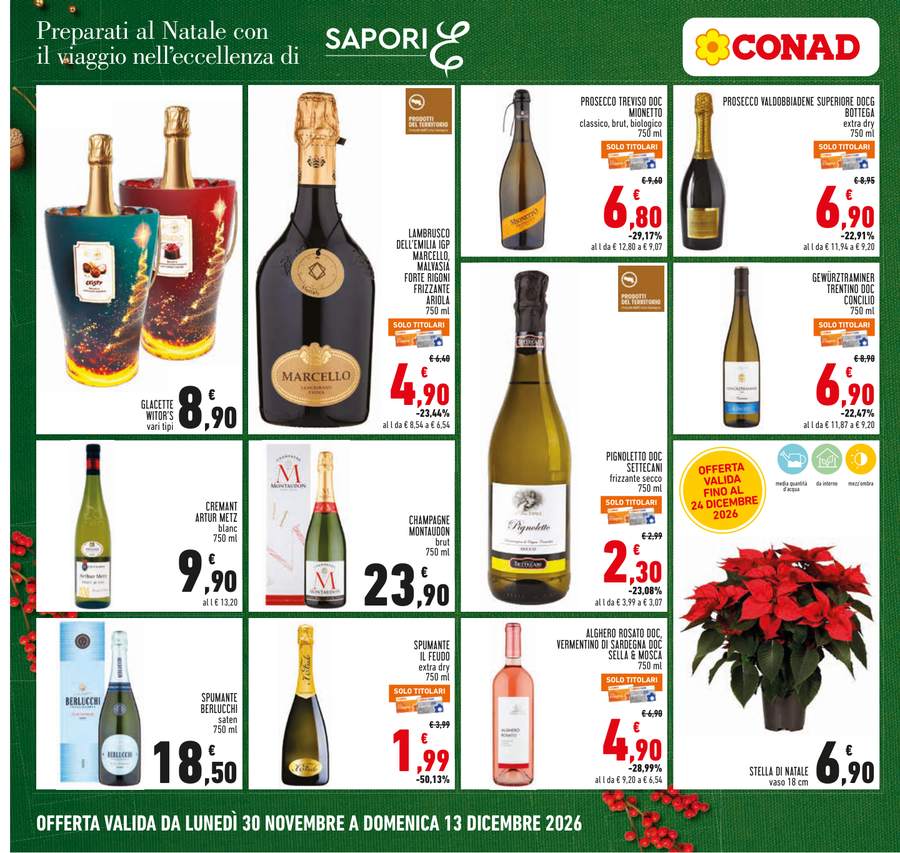 Preparati al Natale con
il viaggio nell'eccellenza di
SAPORI
CONAD
GLACETTE
WITOR'S
vari tipi
8,90 €
PRODOTTI
DEL TERRITORIO
LAMBRUSCO
DELL'EMILIA IGP
MARCELLO,
MALVASIA
FORTE RIGONI
FRIZZANTE
ARIOLA
750 ml
SOLO TITOLARI
€ 6,40
4,90 €
-23,44%
al l da € 8,54 a € 6,54
MARCELLO
PROSECCO TREVISO DOC
MIONETTO
classico, brut, biologico
750 ml
SOLO TITOLARI
€ 9,60
6,80 €
-29,17%
al l da € 12,80 a € 9,07
MIONETTO
PROSECCO VALDOBBIADENE SUPERIORE DOCG
BOTTEGA
extra dry
750 ml
SOLO TITOLARI
€ 8,95
6,90 €
-22,91%
al l da € 11,94 a € 9,20
PRODOTTI
DEL TERRITORIO
PIGNOLETTO DOC
SETTECANI
frizzante secco
750 ml
SOLO TITOLARI
€ 2,99
2,30 €
-23,08%
al l da € 3,99 a € 3,07
Pignoletto
SETTECANI
GEWÜRZTRAMINER
TRENTINO DOC
CONCILIO
750 ml
SOLO TITOLARI
€ 8,90
6,90 €
-22,47%
al l da € 11,87 a € 9,20
CREMANT
ARTUR METZ
blanc
750 ml
9,90 €
al l € 13,20
Arthur Metz
CHAMPAGNE
MONTAUDON
brut
750 ml
23,90 €
M
MONTAUDON
M
OFFERTA
VALIDA
FINO AL
24 DICEMBRE
2026
media quantità
d'acqua
da interno
mezz'ombra
STELLA DI NATALE
vaso 18 cm
6,90 €
SPUMANTE
BERLUCCHI
saten
750 ml
18,50 €
BERLUCCHI
BERLUCCHI
SPUMANTE
IL FEUDO
extra dry
750 ml
SOLO TITOLARI
€ 3,99
1,99 €
-50,13%
ALGHERO ROSATO DOC,
VERMENTINO DI SARDEGNA DOC
SELLA & MOSCA
750 ml
SOLO TITOLARI
€ 6,90
4,90 €
-28,99%
al l da € 9,20 a € 6,54
ALGHERO
ROSATO
OFFERTA VALIDA DA LUNEDÌ 30 NOVEMBRE A DOMENICA 13 DICEMBRE 2026